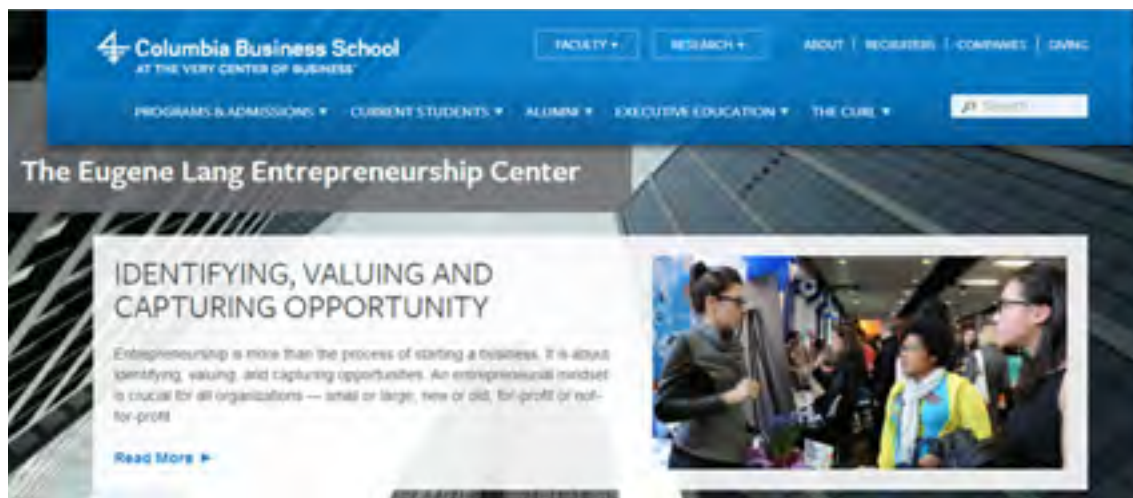 Columbia Business School
AT THE VERY CENTER OF BUSINESS
FACULTY
RESEARCH
ABOUT | RECRUITERS | COMPANIES | GIVING
PROGRAMS & ADMISSIONS
CURRENT STUDENTS
ALUMNI
EXECUTIVE EDUCATION
THE CURL
Search
The Eugene Lang Entrepreneurship Center
IDENTIFYING, VALUING AND
CAPTURING OPPORTUNITY
Entrepreneurship is more than the process of starting a business. It is about
identifying, valuing, and capturing opportunities. An entrepreneurial mindset
is crucial for all organizations — small or large, new or old, for-profit or not-
for-profit
Read More